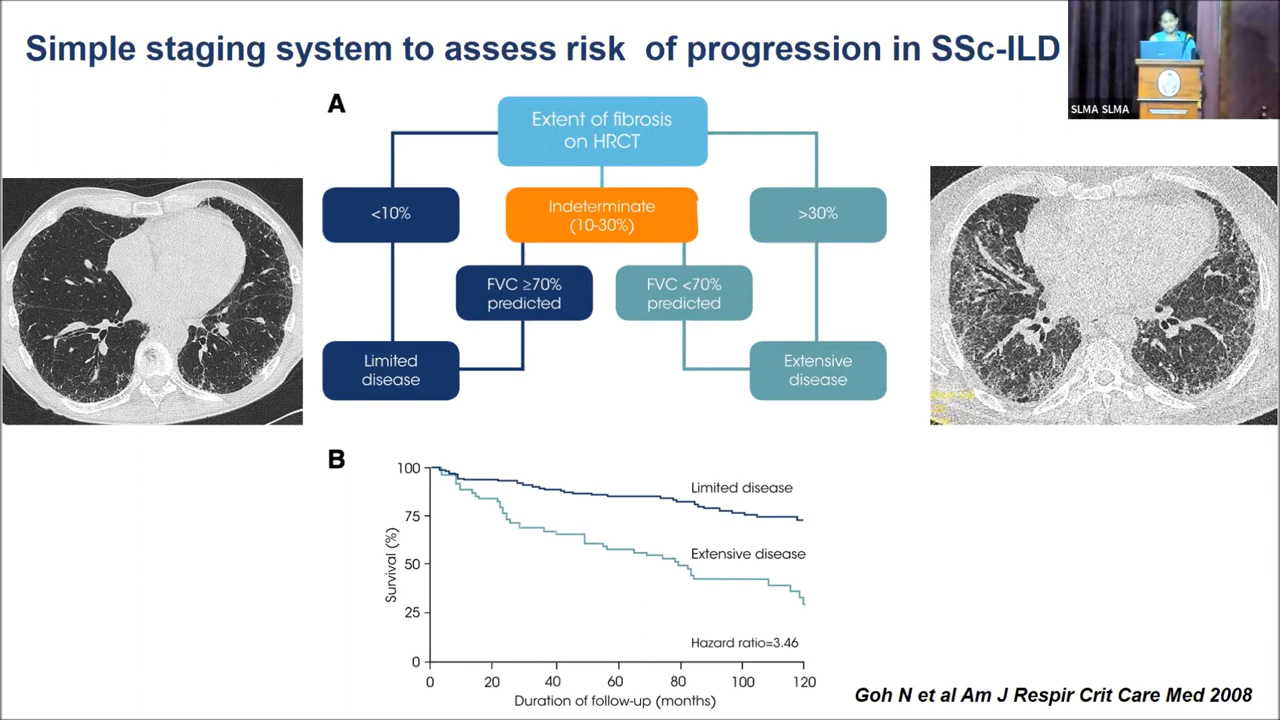 Simple staging system to assess risk of progression in SSc-ILD
SLMA SLMA
A
Extent of fibrosis
on HRCT
<10%
Indeterminate
(10-30%)
>30%
FVC ≥70%
predicted
FVC <70%
predicted
Limited
disease
Extensive
disease
B
100
75
50
25
0
Survival (%)
Limited disease
Extensive disease
Hazard ratio=3.46
0 20 40 60 80 100 120
Duration of follow-up (months)
Goh N et al Am J Respir Crit Care Med 2008